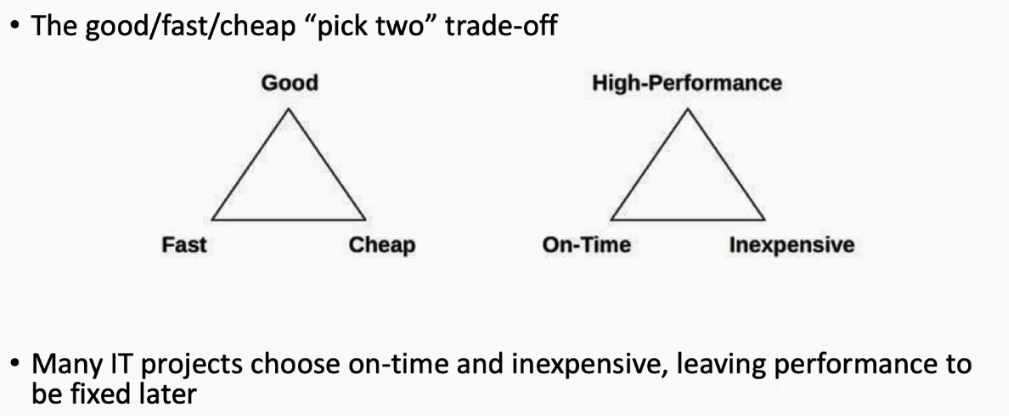 • The good/fast/cheap “pick two” trade-off
Good
High-Performance
Fast
Cheap
On-Time
Inexpensive
• Many IT projects choose on-time and inexpensive, leaving performance to
be fixed later